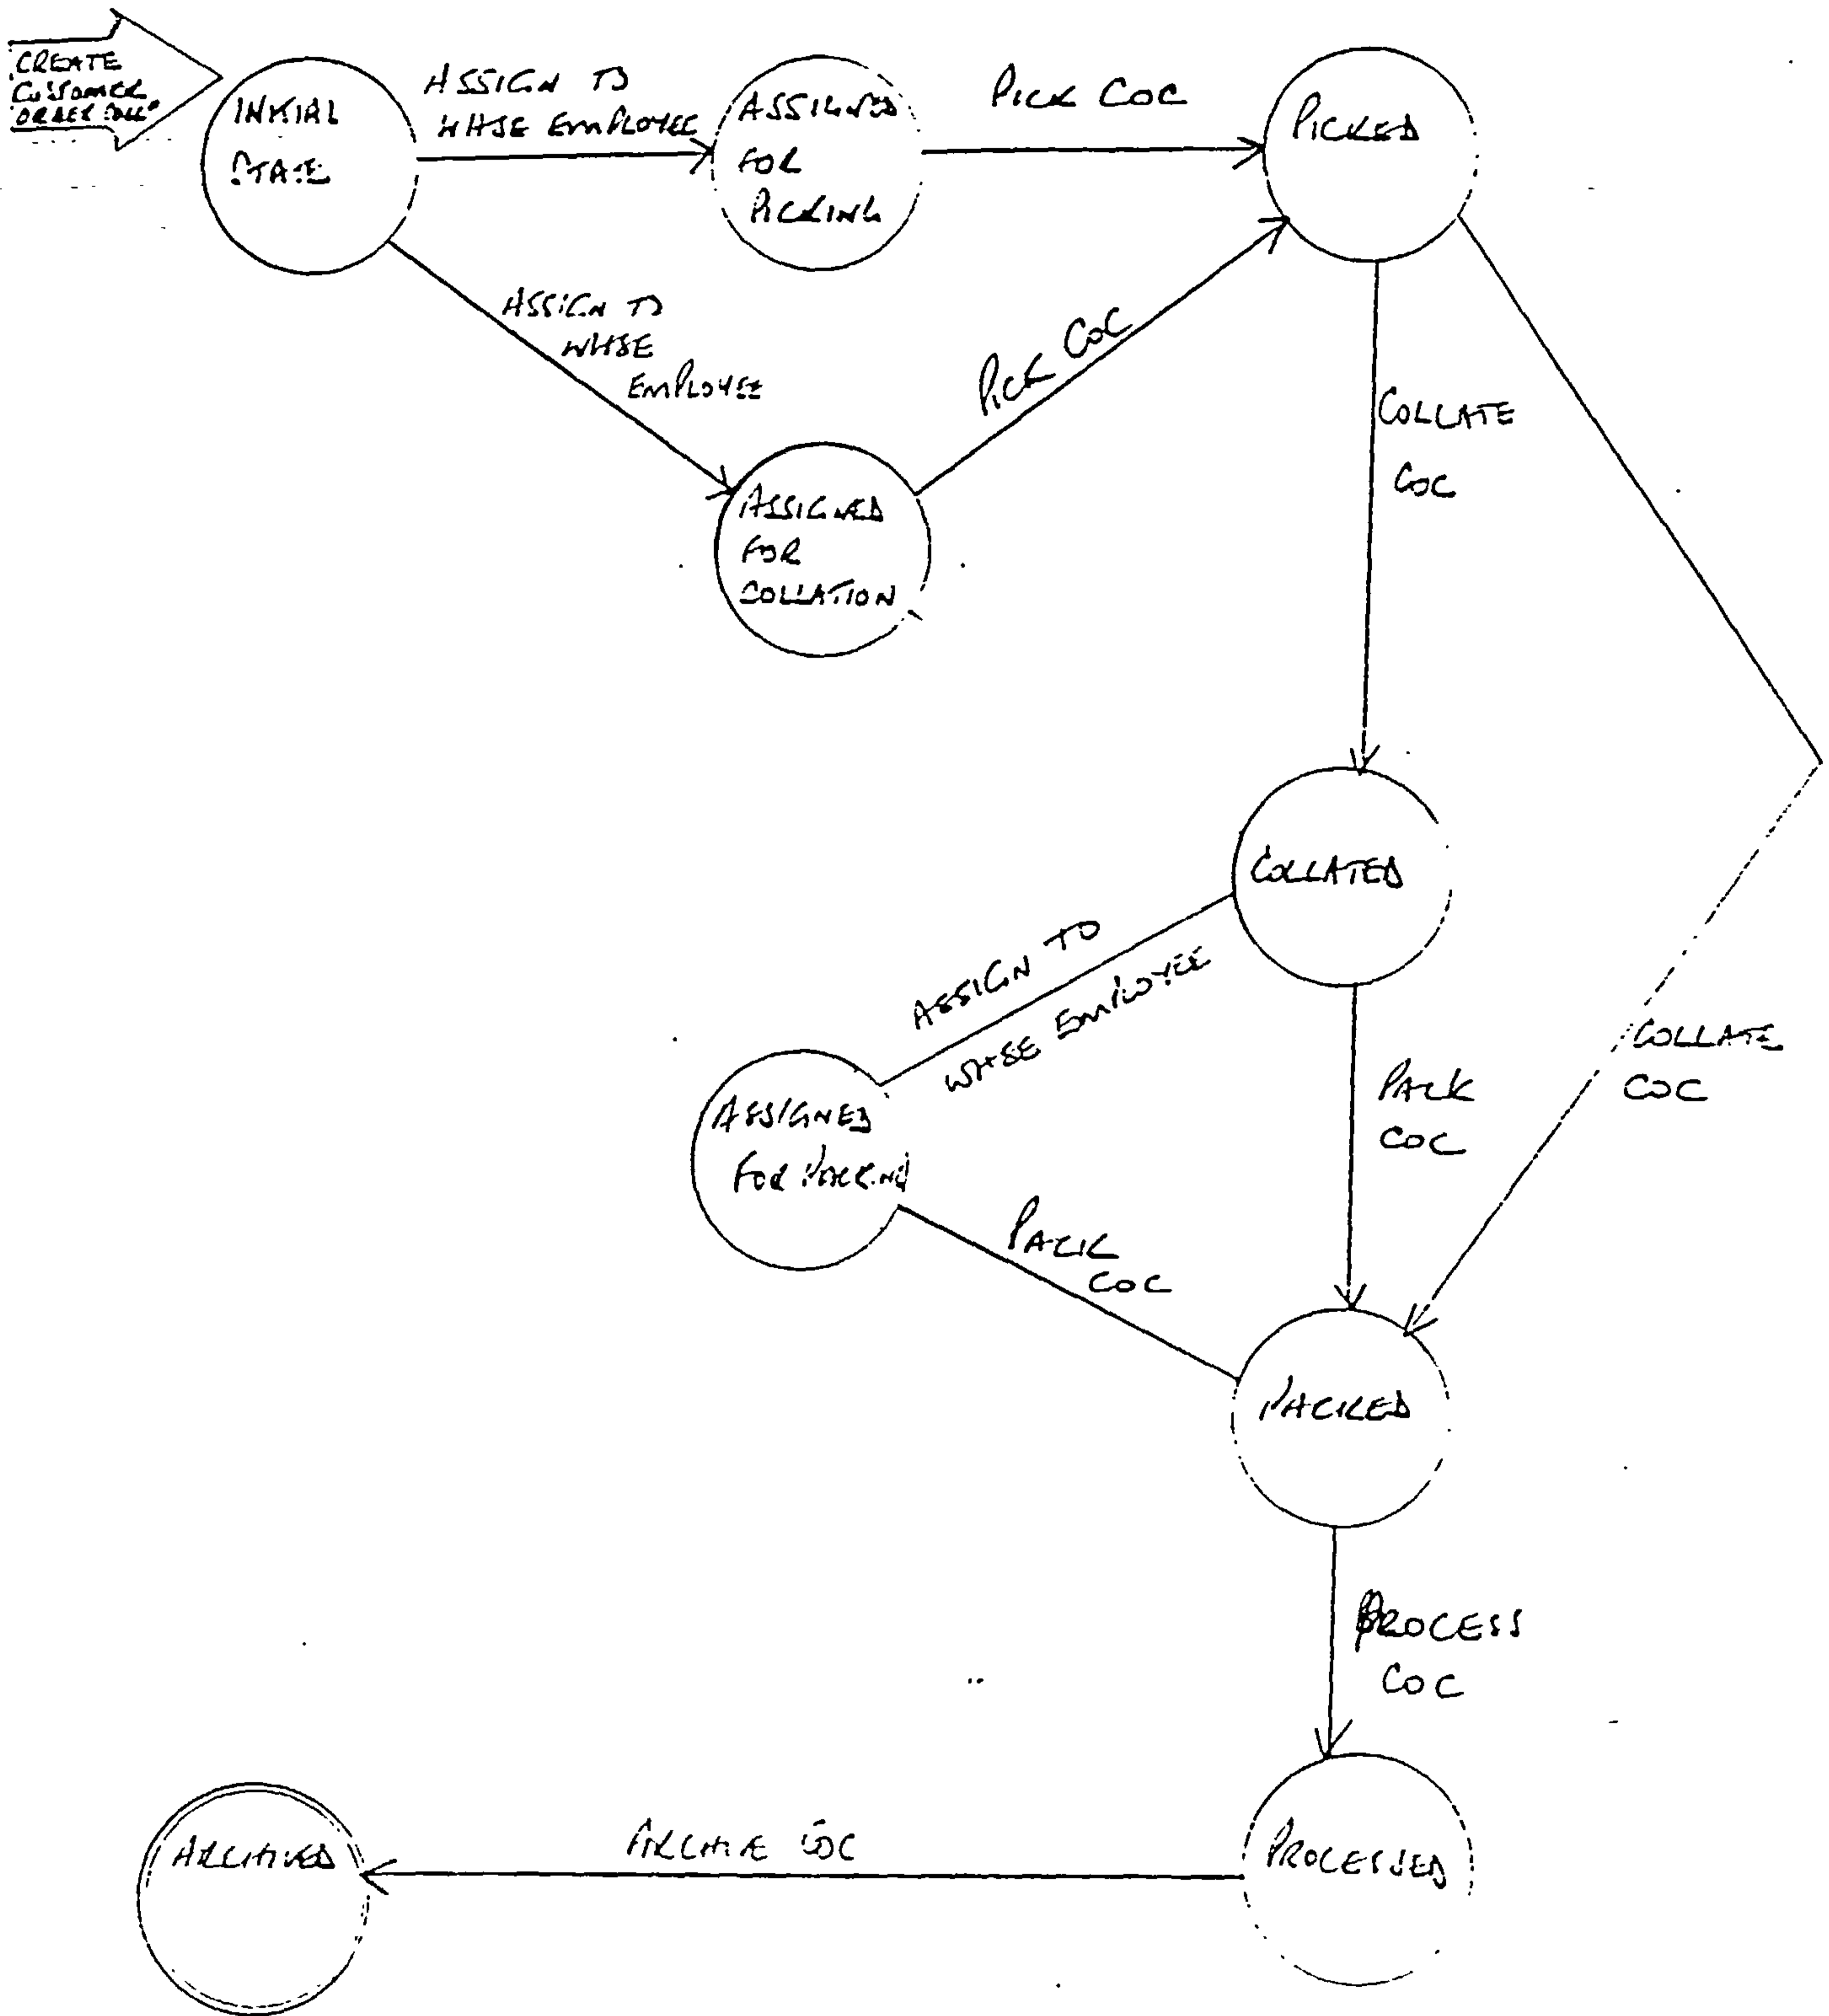 CREATE
CUSTOMER
ORDER
INITIAL
STATE
ASSIGN TO
WHSE EMPLOYEE
ASSIGNED
FOR
PICKING
PICK COC
PICKED
ASSIGN TO
WHSE
EMPLOYEE
PICK COC
ASSIGNED
FOR
COLLATION
COLLATE
COC
COLLATED
ASSIGN TO
WHSE EMPLOYEE
COLLATE
COC
PACK
COC
ASSIGNED
FOR PACKING
PACK
COC
PACKED
PROCESS
COC
ARCHIVED
ARCHIVE COC
PROCESSED